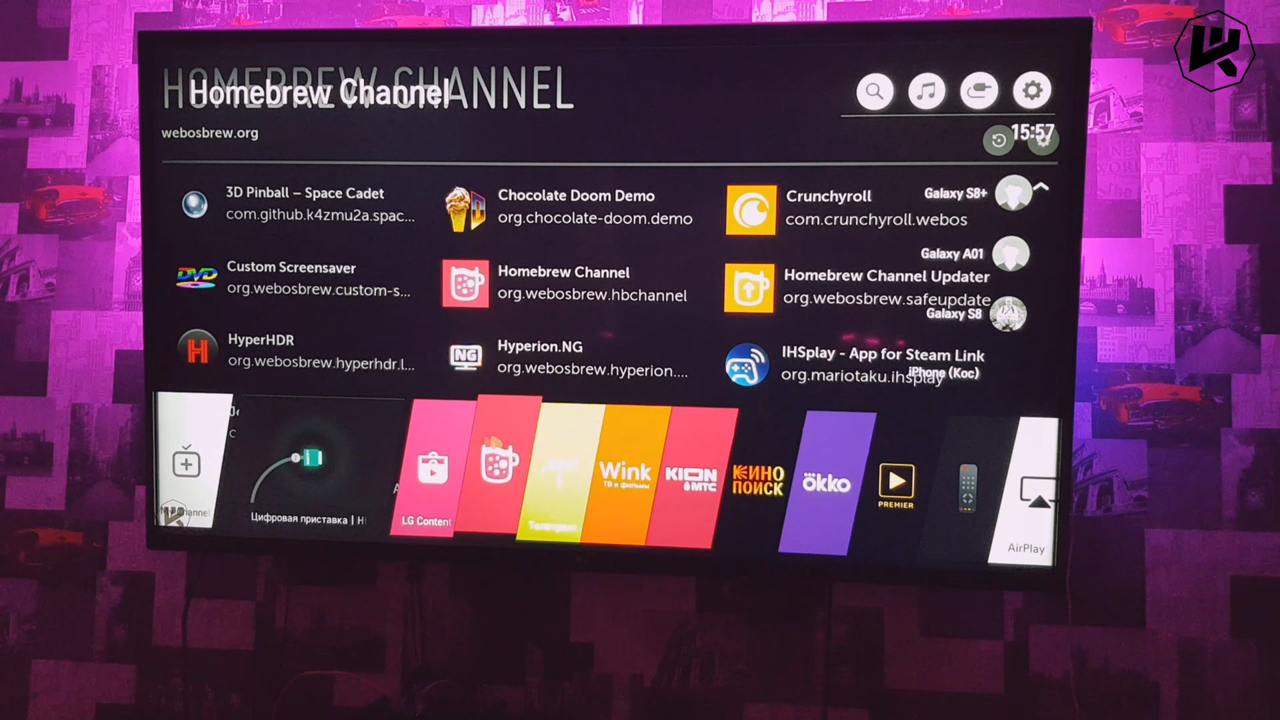 HOMEBREW CHANNEL
Homebrew Channel
webosbrew.org
15:57
3D Pinball – Space Cadet
com.github.k4zmu2a.spac...
Chocolate Doom Demo
org.chocolate-doom.demo
Crunchyroll
com.crunchyroll.webos
Galaxy S8+
Galaxy A01
Custom Screensaver
org.webosbrew.custom-s...
Homebrew Channel
org.webosbrew.hbchannel
Homebrew Channel Updater
org.webosbrew.safeupdate
Galaxy S8
HyperHDR
org.webosbrew.hyperhdr.l...
Hyperion.NG
org.webosbrew.hyperion....
NG
IHSplay - App for Steam Link
org.mariotaku.ihsplay
iPhone (Кос)
DVD
H
Цифровая приставка | H
LG Content
Wink
ТВ и фильмы
KION
МТС
КИНО
ПОИСК
okko
PREMIER
AirPlay